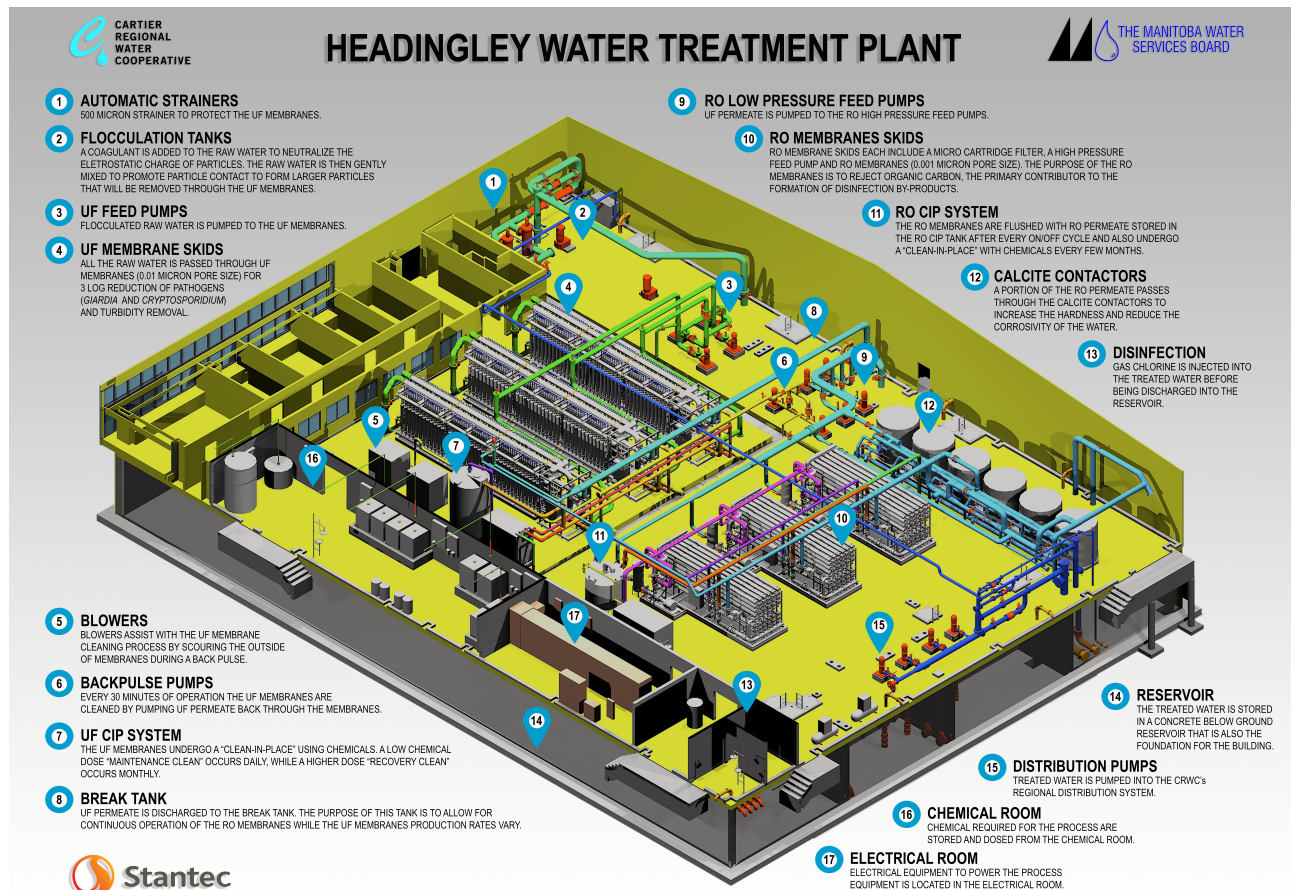 CARTIER
REGIONAL
WATER
COOPERATIVE
HEADINGLEY WATER TREATMENT PLANT
THE MANITOBA WATER
SERVICES BOARD
1 AUTOMATIC STRAINERS
500 MICRON STRAINER TO PROTECT THE UF MEMBRANES.
2 FLOCCULATION TANKS
A COAGULANT IS ADDED TO THE RAW WATER TO NEUTRALIZE THE
ELETROSTATIC CHARGE OF PARTICLES. THE RAW WATER IS THEN GENTLY
MIXED TO PROMOTE PARTICLE CONTACT TO FORM LARGER PARTICLES
THAT WILL BE REMOVED THROUGH THE UF MEMBRANES.
3 UF FEED PUMPS
FLOCCULATED RAW WATER IS PUMPED TO THE UF MEMBRANES.
4 UF MEMBRANE SKIDS
ALL THE RAW WATER IS PASSED THROUGH UF
MEMBRANES (0.01 MICRON PORE SIZE) FOR
3 LOG REDUCTION OF PATHOGENS
(GIARDIA AND CRYPTOSPORIDIUM)
AND TURBIDITY REMOVAL.
9 RO LOW PRESSURE FEED PUMPS
UF PERMEATE IS PUMPED TO THE RO HIGH PRESSURE FEED PUMPS.
10 RO MEMBRANES SKIDS
RO MEMBRANE SKIDS EACH INCLUDE A MICRO CARTRIDGE FILTER, A HIGH PRESSURE
FEED PUMP AND RO MEMBRANES (0.001 MICRON PORE SIZE). THE PURPOSE OF THE RO
MEMBRANES IS TO REJECT ORGANIC CARBON, THE PRIMARY CONTRIBUTOR TO THE
FORMATION OF DISINFECTION BY-PRODUCTS.
11 RO CIP SYSTEM
THE RO MEMBRANES ARE FLUSHED WITH RO PERMEATE STORED IN
THE RO CIP TANK AFTER EVERY ON/OFF CYCLE AND ALSO UNDERGO
A "CLEAN-IN-PLACE" WITH CHEMICALS EVERY FEW MONTHS.
12 CALCITE CONTACTORS
A PORTION OF THE RO PERMEATE PASSES
THROUGH THE CALCITE CONTACTORS TO
INCREASE THE HARDNESS AND REDUCE THE
CORROSIVITY OF THE WATER.
13 DISINFECTION
GAS CHLORINE IS INJECTED INTO
THE TREATED WATER BEFORE
BEING DISCHARGED INTO THE
RESERVOIR.
1
2
3
4
8
6
9
12
5
7
16
10
11
17
15
13
14
5 BLOWERS
BLOWERS ASSIST WITH THE UF MEMBRANE
CLEANING PROCESS BY SCOURING THE OUTSIDE
OF MEMBRANES DURING A BACK PULSE.
6 BACKPULSE PUMPS
EVERY 30 MINUTES OF OPERATION THE UF MEMBRANES ARE
CLEANED BY PUMPING UF PERMEATE BACK THROUGH THE MEMBRANES.
7 UF CIP SYSTEM
THE UF MEMBRANES UNDERGO A "CLEAN-IN-PLACE" USING CHEMICALS. A LOW CHEMICAL
DOSE "MAINTENANCE CLEAN" OCCURS DAILY, WHILE A HIGHER DOSE "RECOVERY CLEAN"
OCCURS MONTHLY.
8 BREAK TANK
UF PERMEATE IS DISCHARGED TO THE BREAK TANK. THE PURPOSE OF THIS TANK IS TO ALLOW FOR
CONTINUOUS OPERATION OF THE RO MEMBRANES WHILE THE UF MEMBRANES PRODUCTION RATES VARY.
14 RESERVOIR
THE TREATED WATER IS STORED
IN A CONCRETE BELOW GROUND
RESERVOIR THAT IS ALSO THE
FOUNDATION FOR THE BUILDING.
15 DISTRIBUTION PUMPS
TREATED WATER IS PUMPED INTO THE CRWC's
REGIONAL DISTRIBUTION SYSTEM.
16 CHEMICAL ROOM
CHEMICAL REQUIRED FOR THE PROCESS ARE
STORED AND DOSED FROM THE CHEMICAL ROOM.
17 ELECTRICAL ROOM
ELECTRICAL EQUIPMENT TO POWER THE PROCESS
EQUIPMENT IS LOCATED IN THE ELECTRICAL ROOM.
Stantec